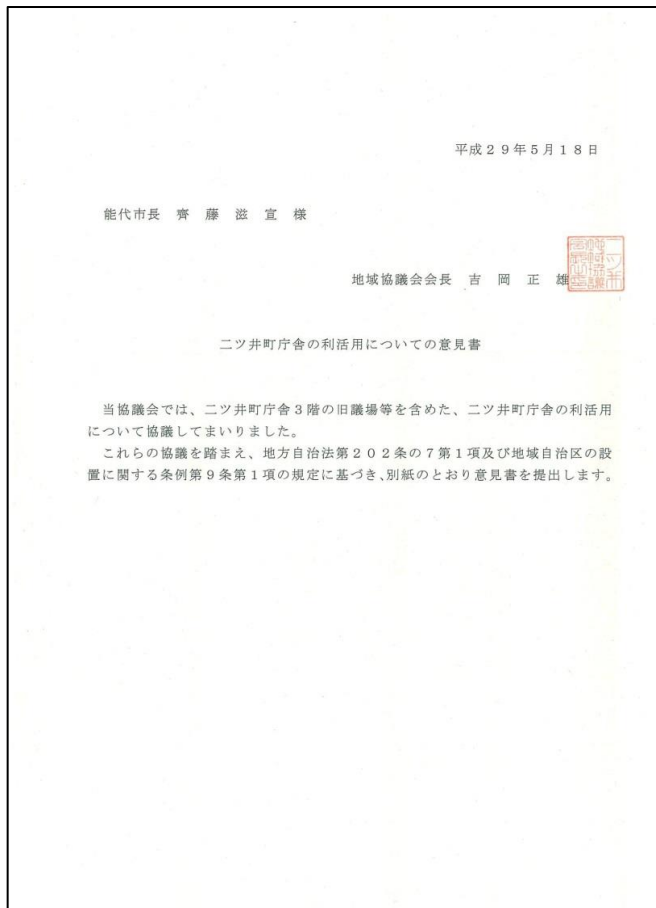 平成29年5月18日
能代市長 齊藤滋宣様
地域協議会会長 吉岡正雄
二ツ井町庁舎の利活用についての意見書
当協議会では、二ツ井町庁舎3階の旧議場等を含めた、二ツ井町庁舎の利活用
について協議してまいりました。
これらの協議を踏まえ、地方自治法第202条の7第1項及び地域自治区の設
置に関する条例第9条第1項の規定に基づき、別紙のとおり意見書を提出します。